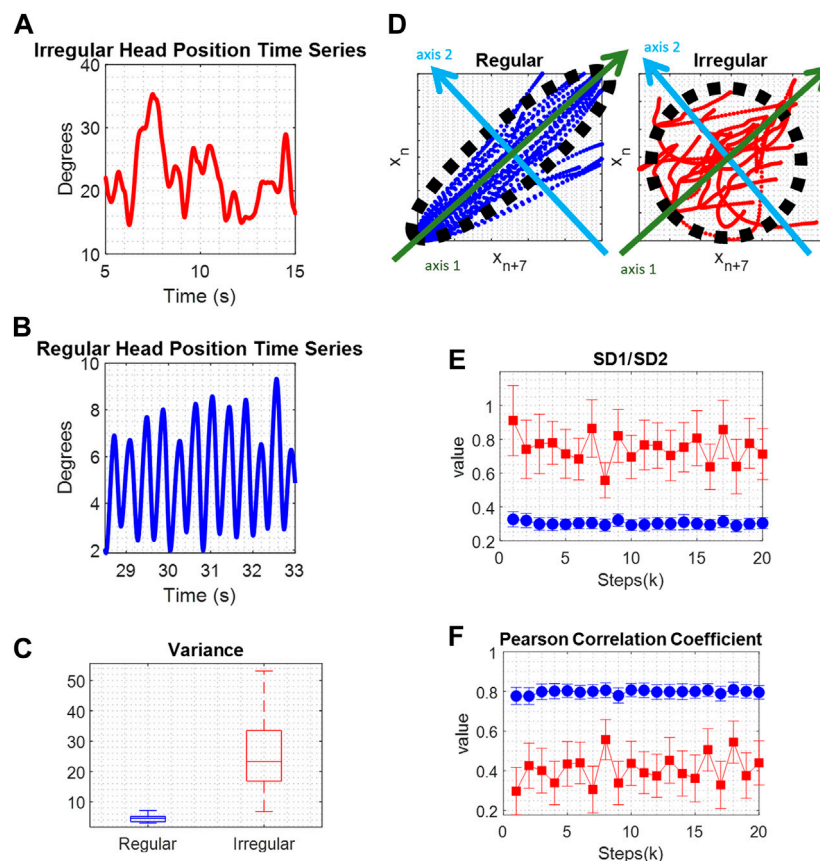 A
Irregular Head Position Time Series
40
30
20
10
Degrees
5 10 15
Time (s)
B
Regular Head Position Time Series
10
8
6
4
2
Degrees
29 30 31 32 33
Time (s)
C
Variance
50
40
30
20
10
Regular Irregular
D
axis 2
Regular
x_n
axis 1
x_{n+7}
axis 2
Irregular
x_n
axis 1
x_{n+7}
E
SD1/SD2
1
0.8
0.6
0.4
0.2
value
0 5 10 15 20
Steps(k)
F
Pearson Correlation Coefficient
1
0.8
0.6
0.4
0.2
value
0 5 10 15 20
Steps(k)